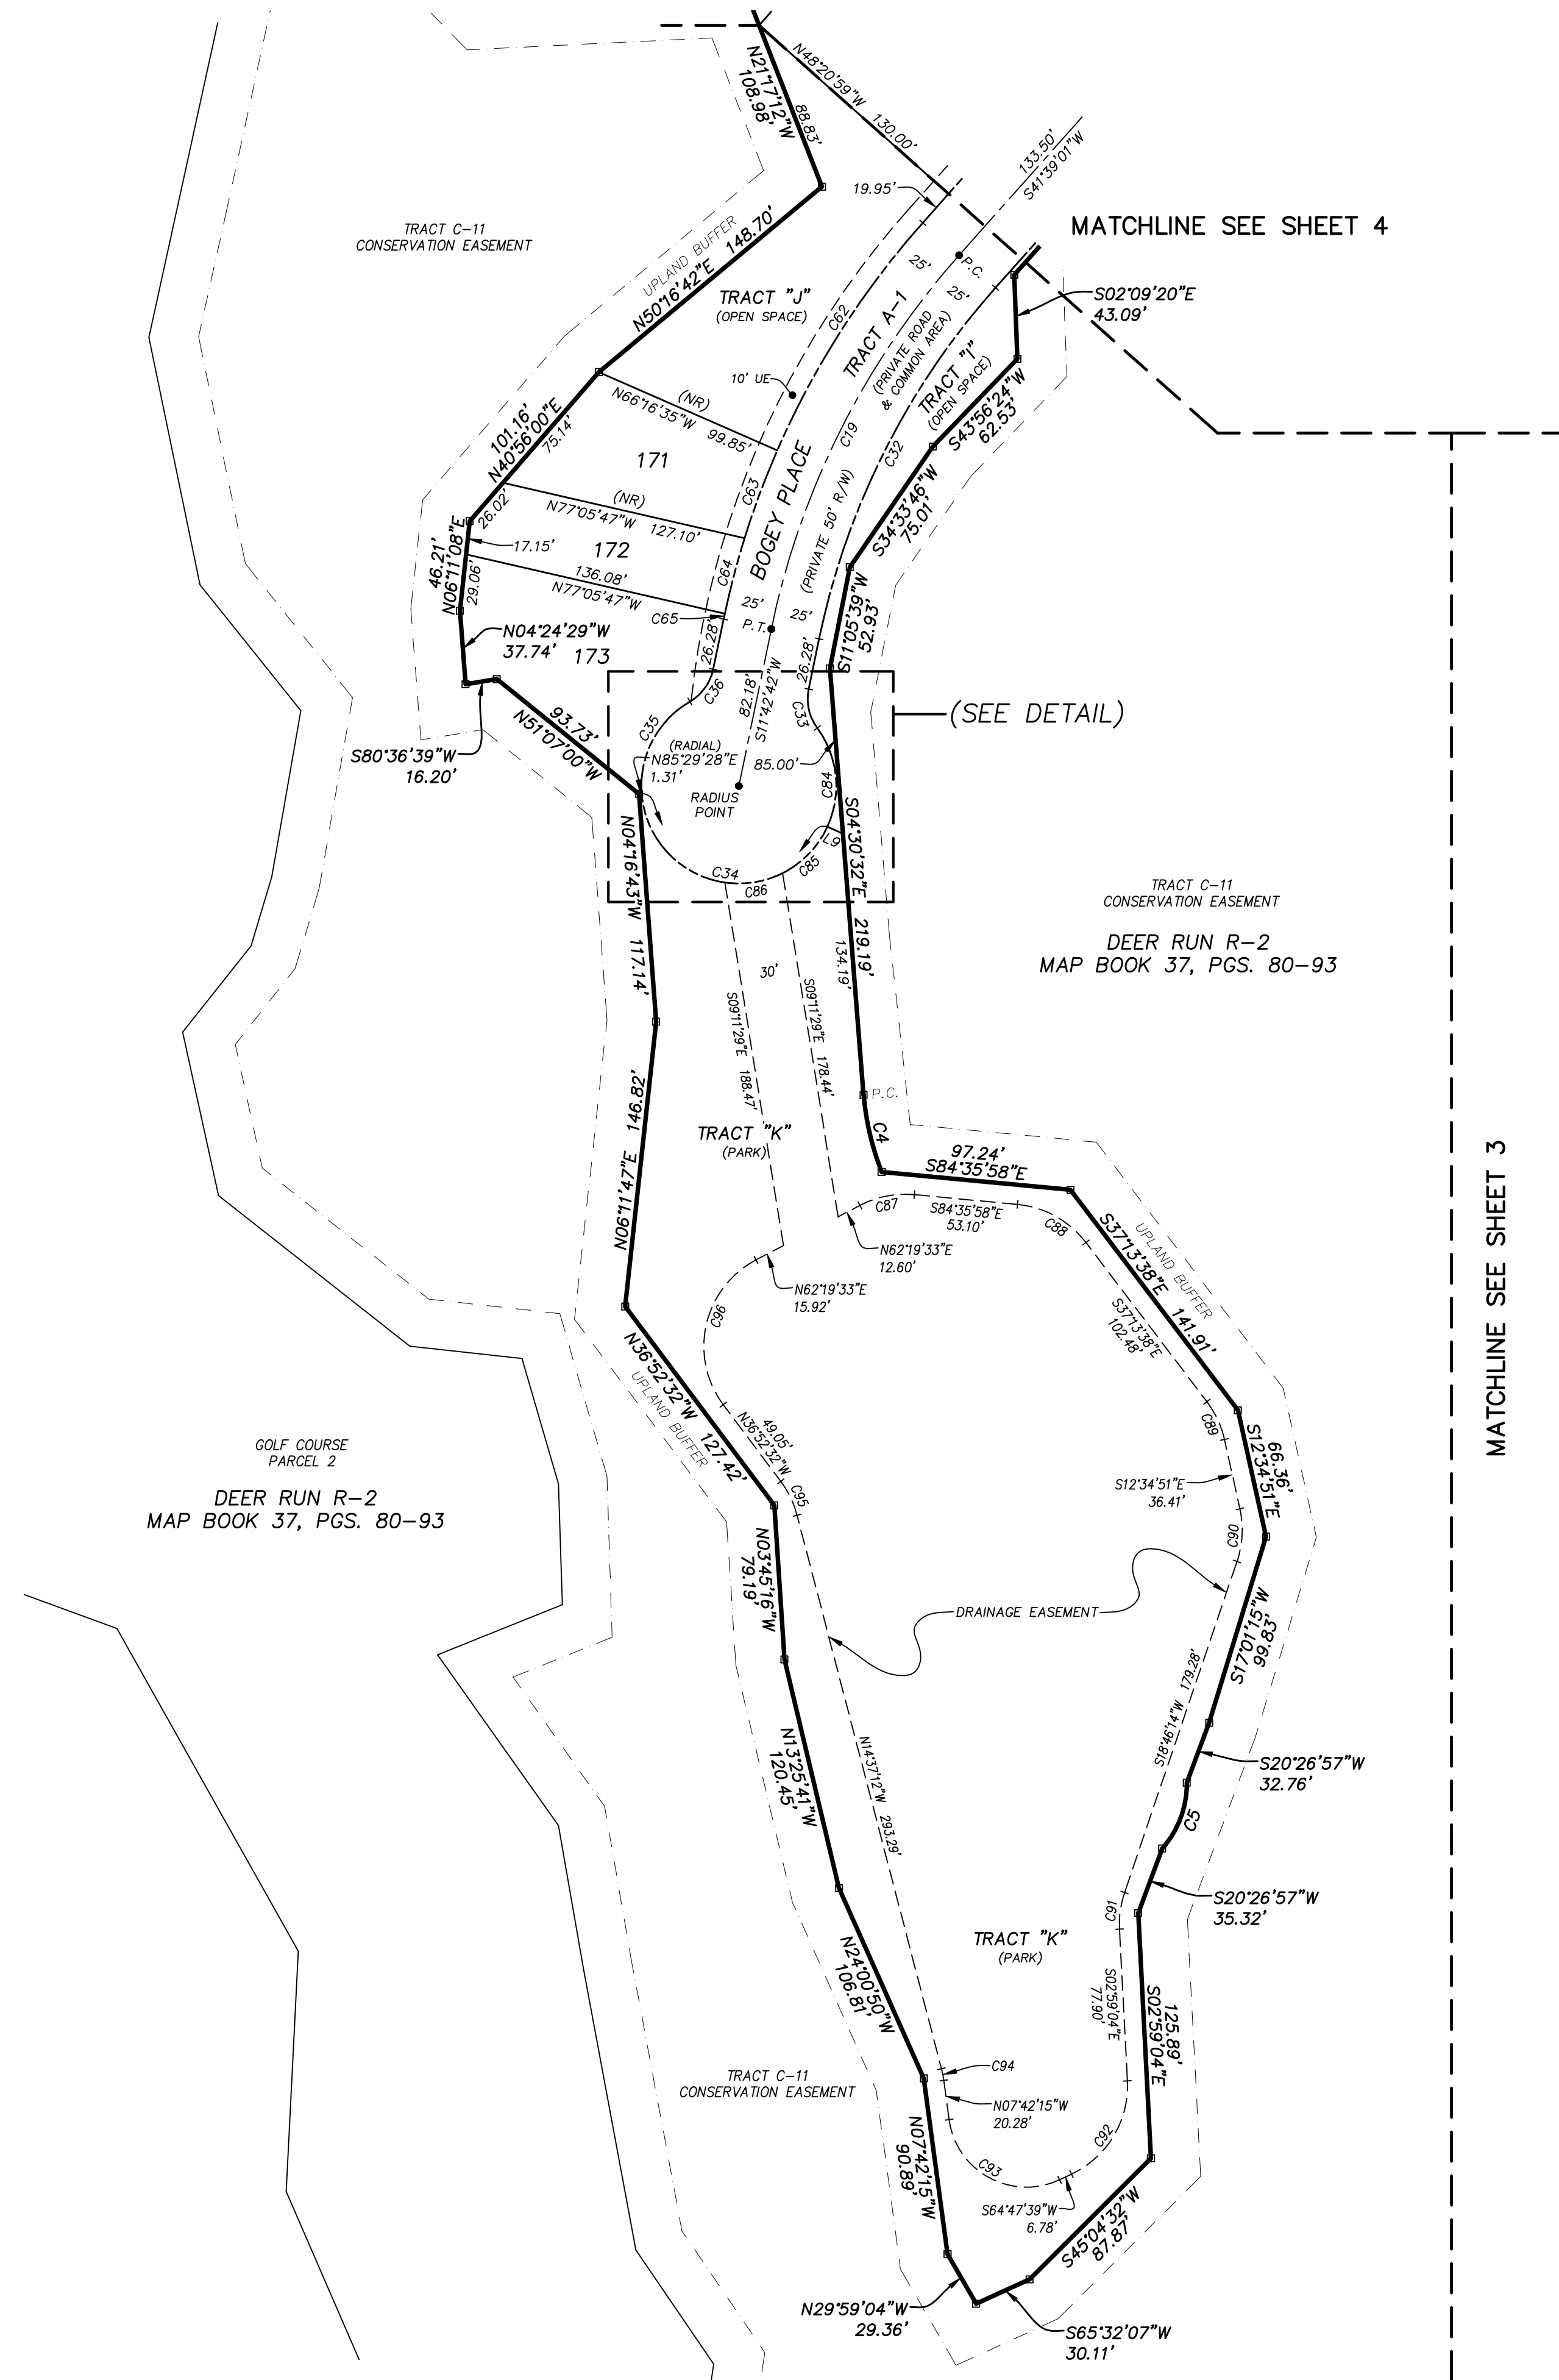 N21°17'12"W
108.98'
88.83'
N48°20'59"W 130.00'
133.50'
S41°39'01"W
19.95'
MATCHLINE SEE SHEET 4
TRACT C-11
CONSERVATION EASEMENT
UPLAND BUFFER
N50°16'42"E 148.70'
25'
P.C.
25'
S02°09'20"E
43.09'
TRACT "J"
(OPEN SPACE)
C62
TRACT A-1
(PRIVATE ROAD
& COMMON AREA)
TRACT "I"
(OPEN SPACE)
10' UE
(NR)
N66°16'35"W 99.85'
S43°56'24"W
62.53'
101.16'
N40°56'00"E
75.14'
171
C19
C32
C63
BOGEY PLACE
(PRIVATE 50' R/W)
S34°33'46"W
75.01'
(NR)
N77°05'47"W 127.10'
26.02'
46.21'
N06°11'08"E
17.15'
172
29.06'
136.08'
N77°05'47"W
C64
25'
25'
C65
P.T.
S11°05'39"W
52.93'
N04°24'29"W
37.74'
173
26.28'
26.28'
C36
C33
82.18'
S11°42'42"W
(SEE DETAIL)
93.73'
N51°07'00"W
C35
S80°36'39"W
16.20'
(RADIAL)
N85°29'28"E
1.31'
85.00'
RADIUS
POINT
C84
L9
C85
C34
C86
N04°16'43"W 117.14'
S04°30'32"E 219.19'
134.19'
TRACT C-11
CONSERVATION EASEMENT
DEER RUN R-2
MAP BOOK 37, PGS. 80-93
30'
S09°11'29"E 188.47'
S09°11'29"E 178.44'
P.C.
C4
TRACT "K"
(PARK)
N06°11'47"E 146.82'
97.24'
S84°35'58"E
C87
S84°35'58"E
53.10'
C88
N62°19'33"E
12.60'
N62°19'33"E
15.92'
UPLAND BUFFER
S37°13'38"E 141.91'
S37°13'38"E
102.48'
MATCHLINE SEE SHEET 3
C96
N36°52'32"W 127.42'
UPLAND BUFFER
49.05'
N36°52'32"W
C89
66.36'
S12°34'51"E
S12°34'51"E
36.41'
C95
C90
GOLF COURSE
PARCEL 2
DEER RUN R-2
MAP BOOK 37, PGS. 80-93
N03°45'16"W
79.19'
DRAINAGE EASEMENT
S17°01'15"W
99.83'
S18°46'14"W 179.28'
N13°25'41"W
120.45'
N14°37'12"W 293.29'
S20°26'57"W
32.76'
C5
S20°26'57"W
35.32'
C91
TRACT "K"
(PARK)
N24°00'50"W
106.81'
S02°59'04"E
77.90'
125.89'
S02°59'04"E
TRACT C-11
CONSERVATION EASEMENT
C94
N07°42'15"W
20.28'
N07°42'15"W
90.89'
C92
C93
S64°47'39"W
6.78'
S45°04'32"W
87.87'
N29°59'04"W
29.36'
S65°32'07"W
30.11'